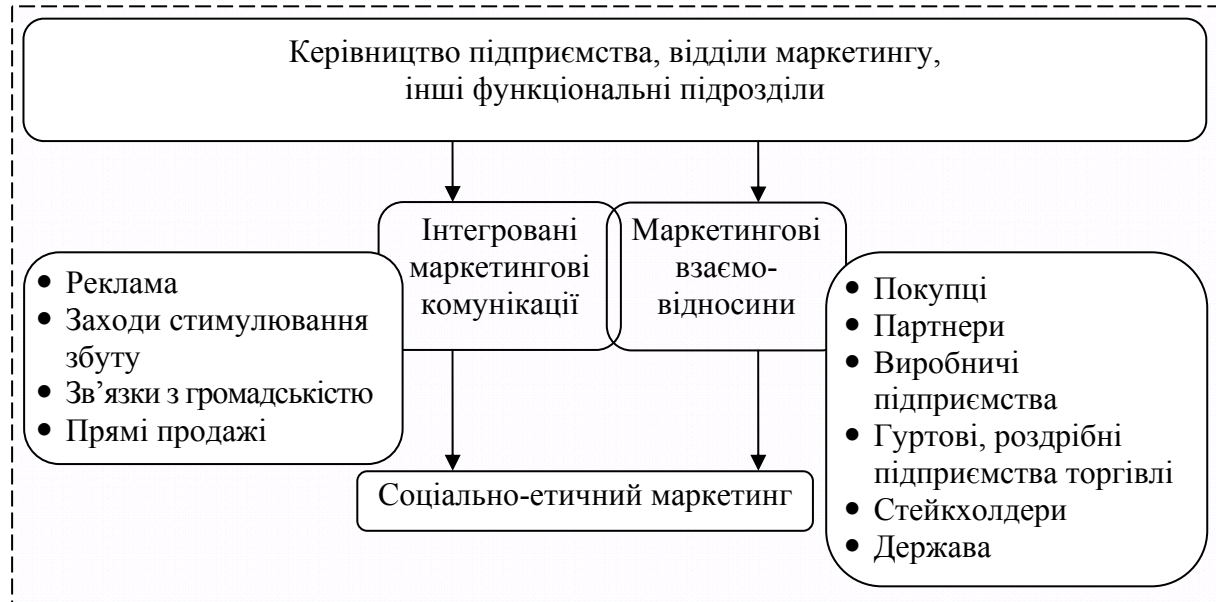 Керівництво підприємства, відділи маркетингу,
інші функціональні підрозділи
Інтегровані
маркетингові
комунікації
Маркетингові
взаємо-
відносини
• Реклама
• Заходи стимулювання
збуту
• Зв’язки з громадськістю
• Прямі продажі
• Покупці
• Партнери
• Виробничі
підприємства
• Гуртові, роздрібні
підприємства торгівлі
• Стейкхолдери
• Держава
Соціально-етичний маркетинг